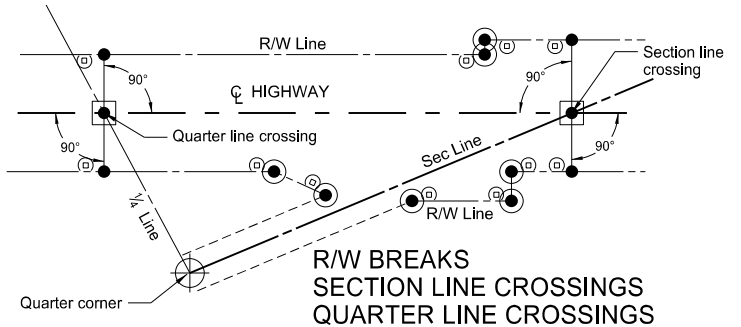 R/W Line
Section line
crossing
90°
90°
℄ HIGHWAY
Quarter line crossing
90°
90°
Sec Line
¼ Line
R/W Line
R/W BREAKS
SECTION LINE CROSSINGS
QUARTER LINE CROSSINGS
Quarter corner